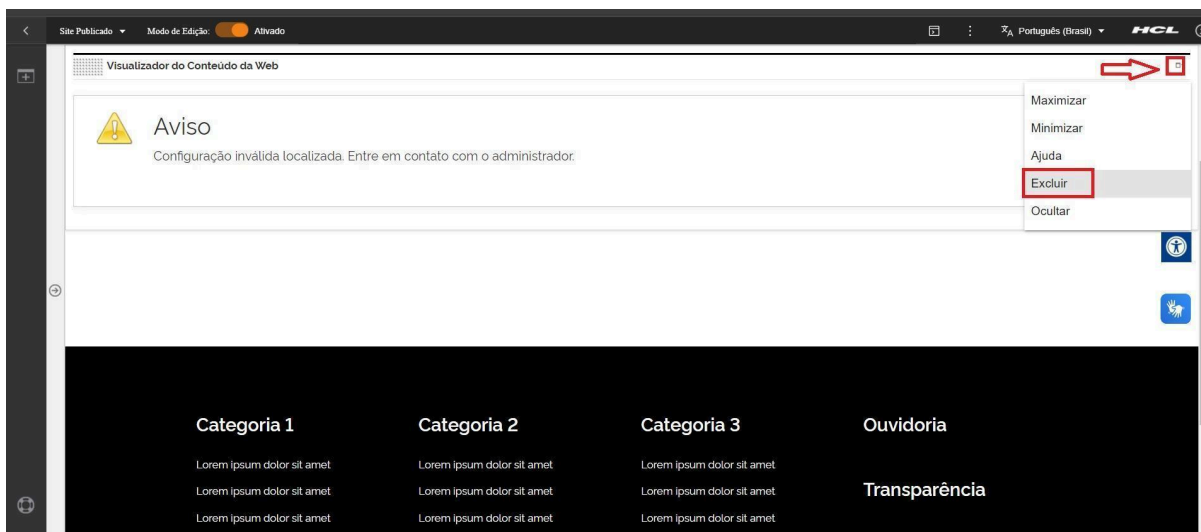 Site Publicado Modo de Edição: Ativado Português (Brasil) HCL
Visualizador do Conteúdo da Web
Maximizar
Minimizar
Ajuda
Excluir
Ocultar
Aviso
Configuração inválida localizada. Entre em contato com o administrador.
Categoria 1 Categoria 2 Categoria 3 Ouvidoria
Lorem ipsum dolor sit amet Lorem ipsum dolor sit amet Lorem ipsum dolor sit amet
Lorem ipsum dolor sit amet Lorem ipsum dolor sit amet Lorem ipsum dolor sit amet Transparência
Lorem ipsum dolor sit amet Lorem ipsum dolor sit amet Lorem ipsum dolor sit amet